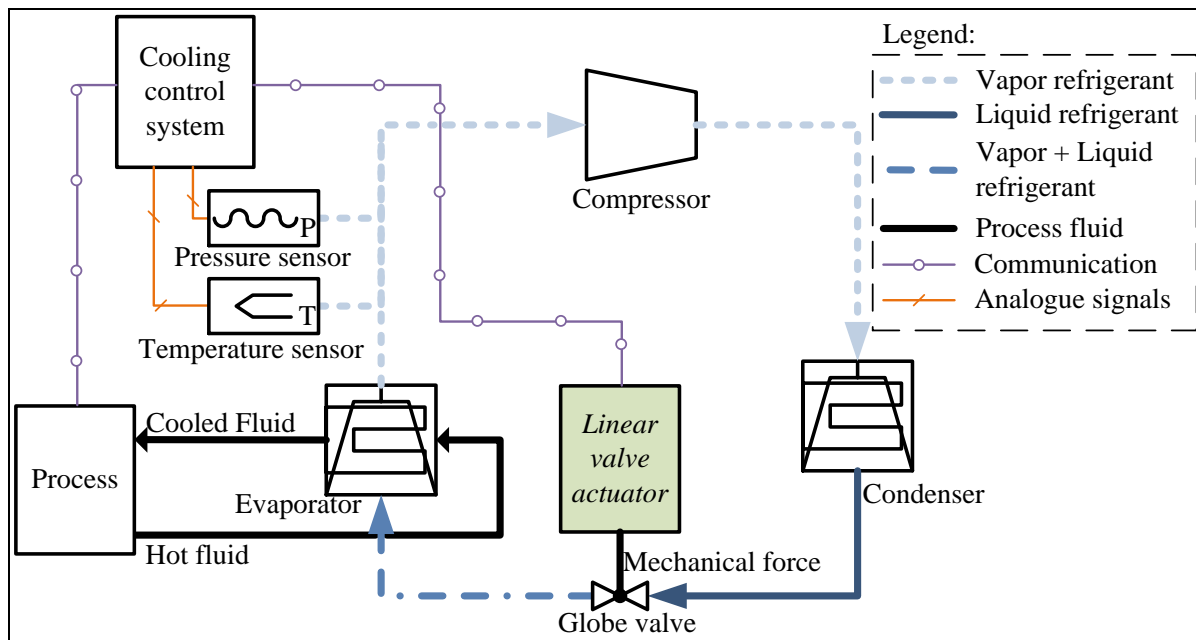 Cooling
control
system
Legend:
Vapor refrigerant
Liquid refrigerant
Vapor + Liquid
refrigerant
Process fluid
Communication
Analogue signals
Compressor
P
Pressure sensor
T
Temperature sensor
Cooled Fluid
Process
Evaporator
Hot fluid
Linear
valve
actuator
Condenser
Mechanical force
Globe valve